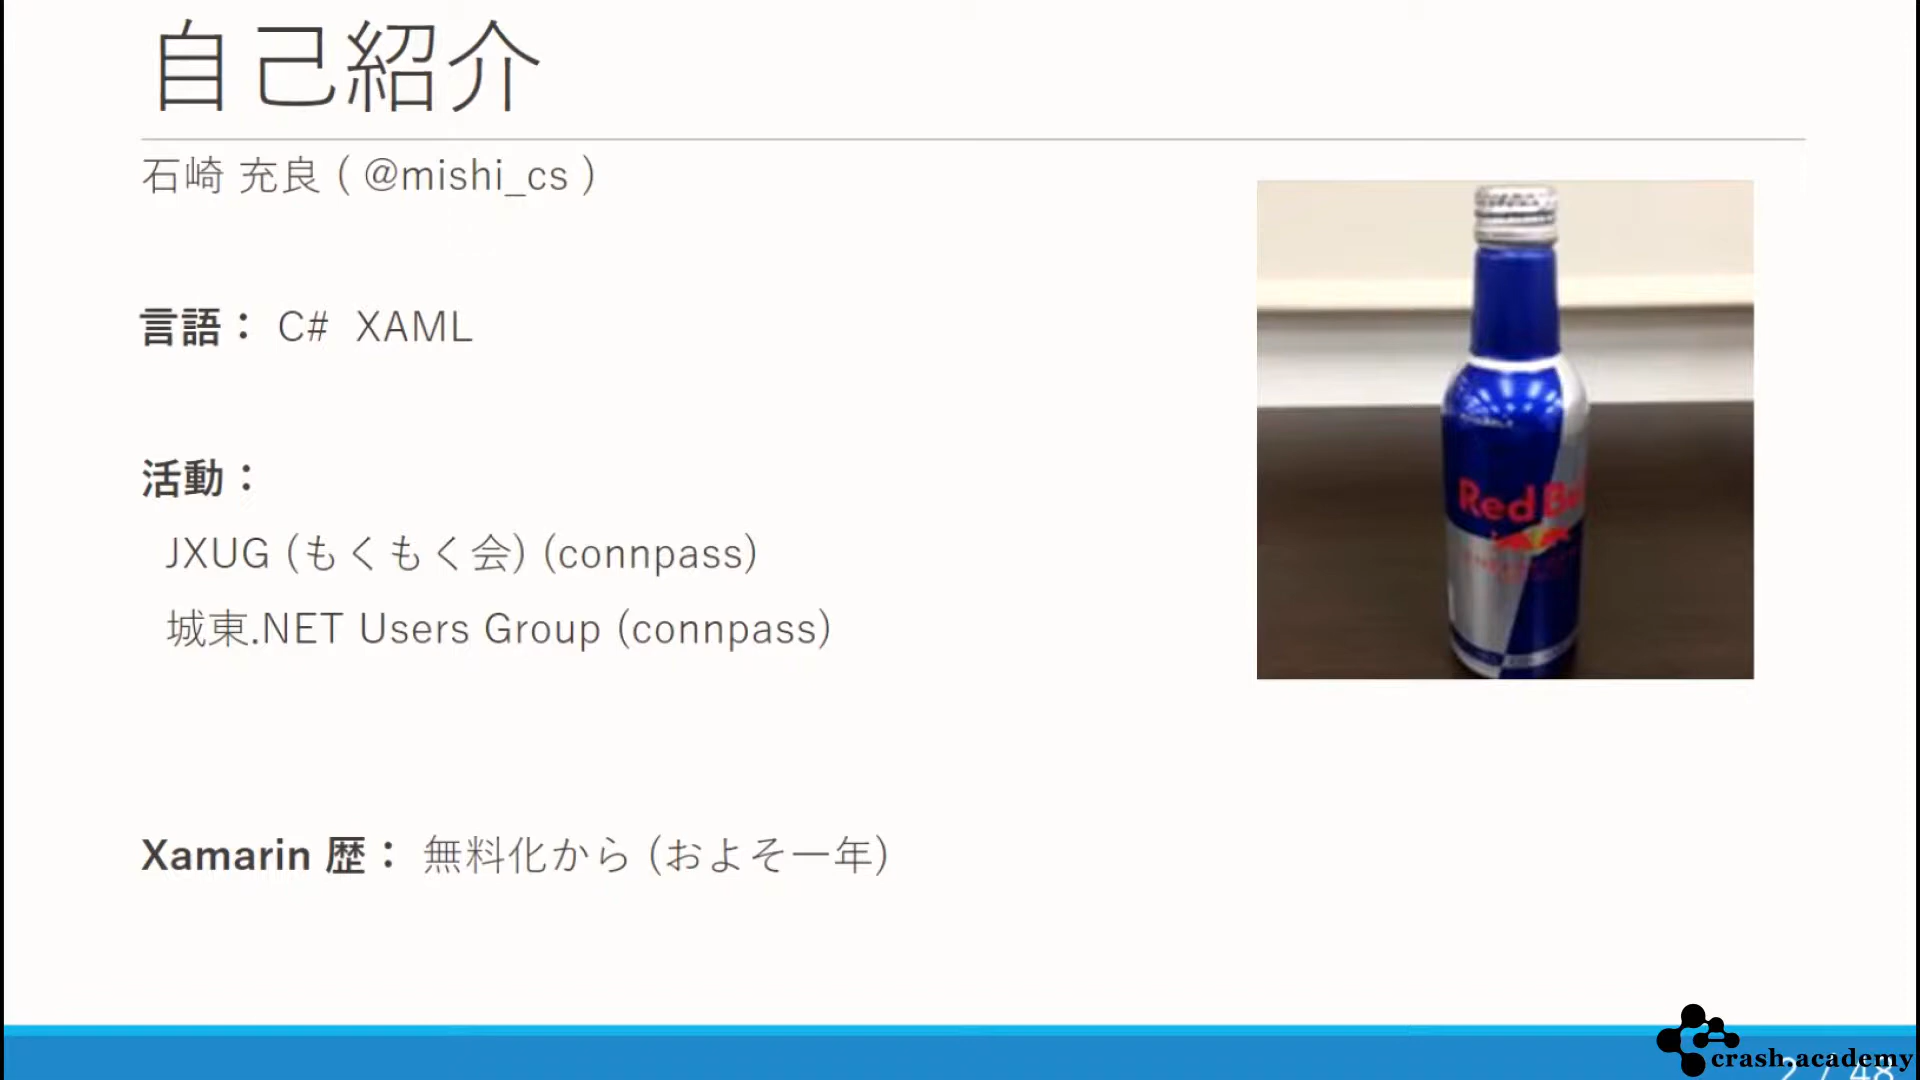 自己紹介
石崎 充良 ( @mishi_cs )
言語： C# XAML
活動：
JXUG (もくもく会) (connpass)
城東.NET Users Group (connpass)
Xamarin 歴： 無料化から (およそ一年)
Red Bull
crash.academy
2 / 48